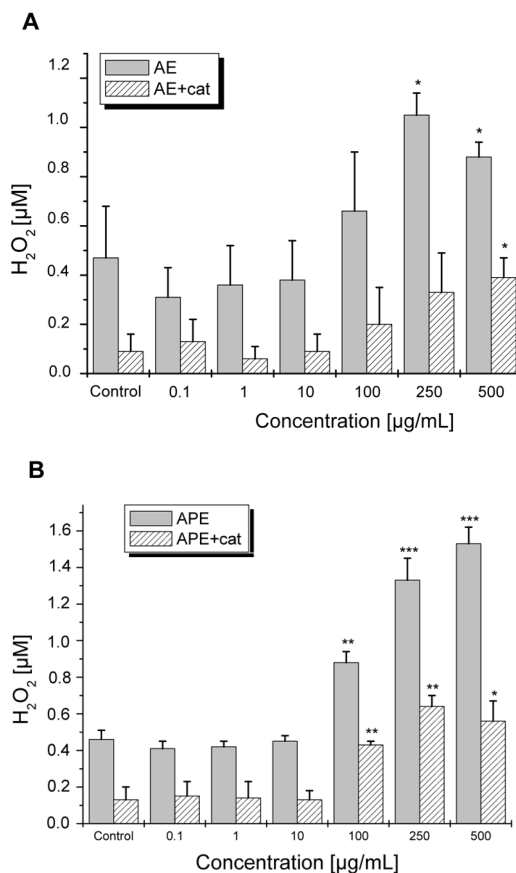 A
AE
AE+cat
1.2
1.0
0.8
0.6
0.4
0.2
0.0
H₂O₂ [µM]
*
*
*
Control 0.1 1 10 100 250 500
Concentration [µg/mL]
B
APE
APE+cat
1.6
1.4
1.2
1.0
0.8
0.6
0.4
0.2
0.0
H₂O₂ [µM]
**
**
***
**
***
*
Control 0.1 1 10 100 250 500
Concentration [µg/mL]